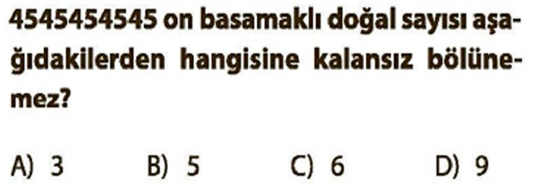 4545454545 on basamaklı doğal sayısı aşa-
ğıdakilerden hangisine kalansız bölüne-
mez?
A) 3 B) 5 C) 6 D) 9